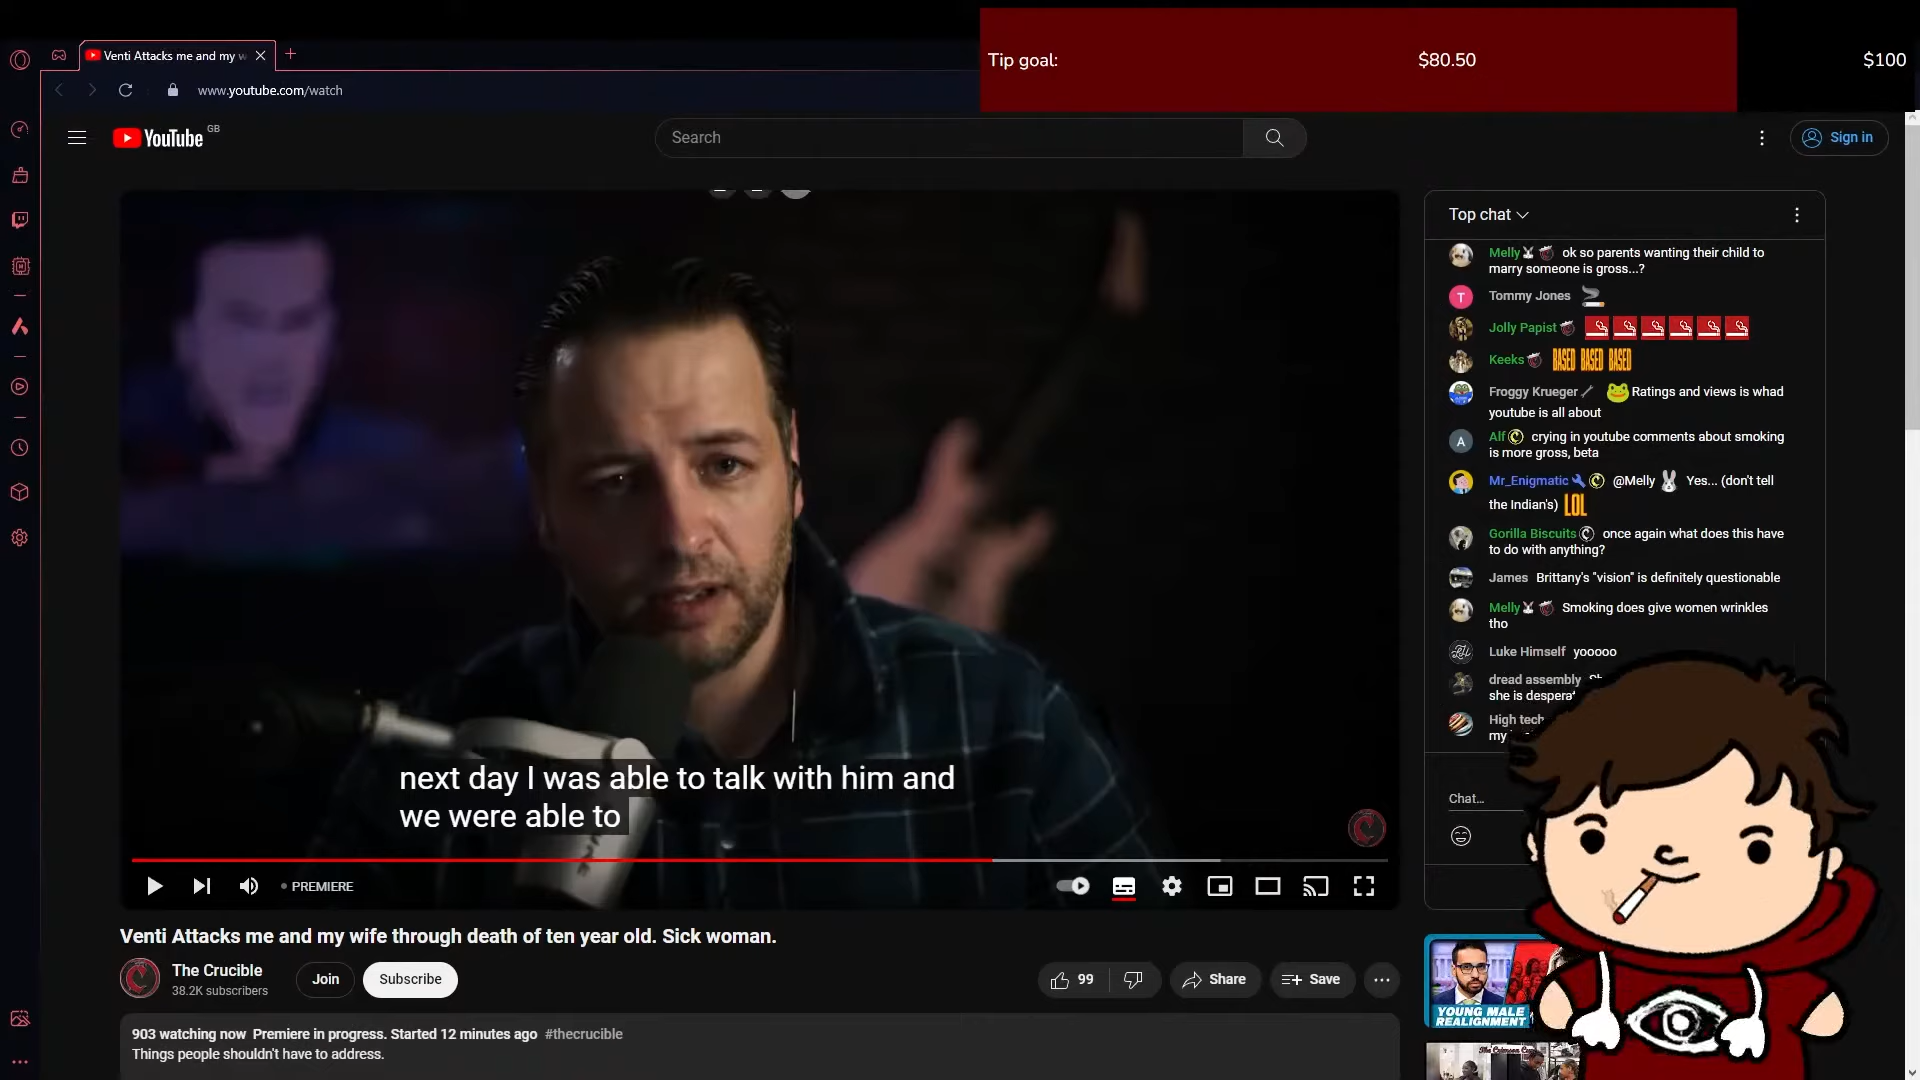 Venti Attacks me and my w
Tip goal:
$80.50
$100
www.youtube.com/watch
YouTube GB
Search
Sign in
Top chat
Melly ok so parents wanting their child to
marry someone is gross...?
T Tommy Jones
Jolly Papist
Keeks BASED BASED BASED
Froggy Krueger Ratings and views is whad
youtube is all about
A Alf crying in youtube comments about smoking
is more gross, beta
Mr_Enigmatic @Melly Yes... (don't tell
the Indian's) LOL
Gorilla Biscuits once again what does this have
to do with anything?
James Brittany's "vision" is definitely questionable
Melly Smoking does give women wrinkles
tho
Luke Himself yooooo
dread assembly
she is
High tech
my
Chat...
next day I was able to talk with him and
we were able to
PREMIERE
Venti Attacks me and my wife through death of ten year old. Sick woman.
The Crucible
38.2K subscribers
Join
Subscribe
99
Share
Save
903 watching now Premiere in progress. Started 12 minutes ago #thecrucible
Things people shouldn't have to address.
YOUNG MALE
REALIGNMENT